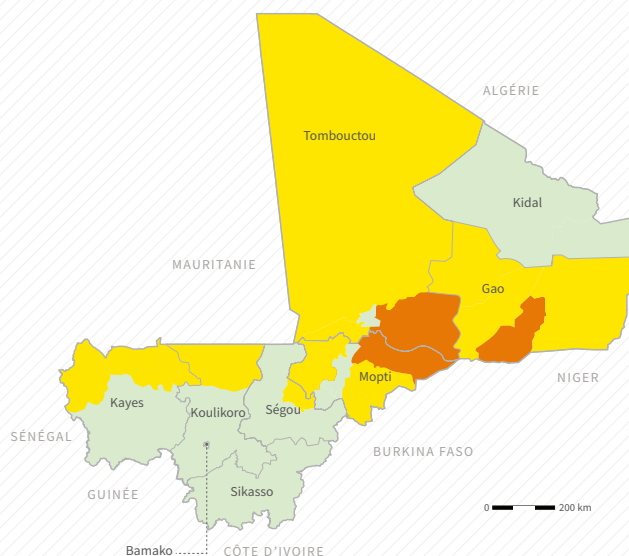 ALGÉRIE
Tombouctou
Kidal
MAURITANIE
Gao
Mopti
NIGER
Kayes
Koulikoro
Ségou
SÉNÉGAL
BURKINA FASO
GUINÉE
Sikasso
0 200 km
Bamako
CÔTE D'IVOIRE